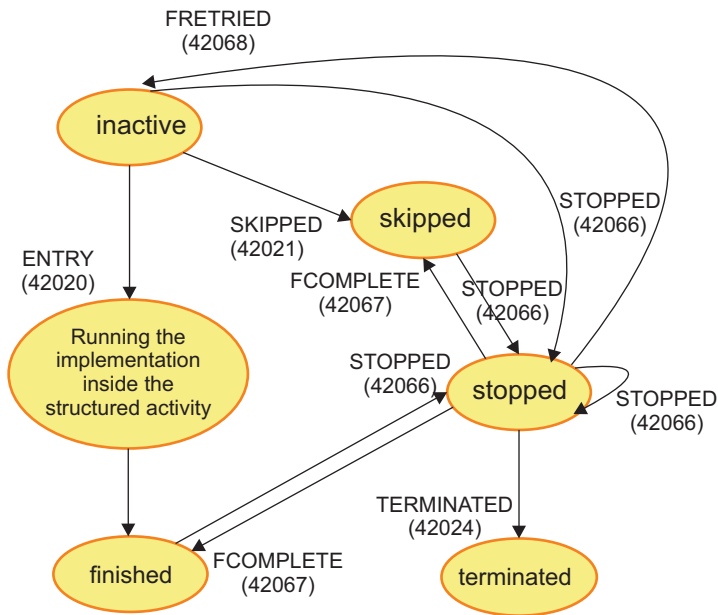 FRETRIED
(42068)
inactive
STOPPED
(42066)
SKIPPED
(42021)
skipped
ENTRY
(42020)
FCOMPLETE
(42067)
STOPPED
(42066)
Running the
implementation
inside the
structured activity
STOPPED
(42066)
stopped
STOPPED
(42066)
TERMINATED
(42024)
finished
FCOMPLETE
(42067)
terminated